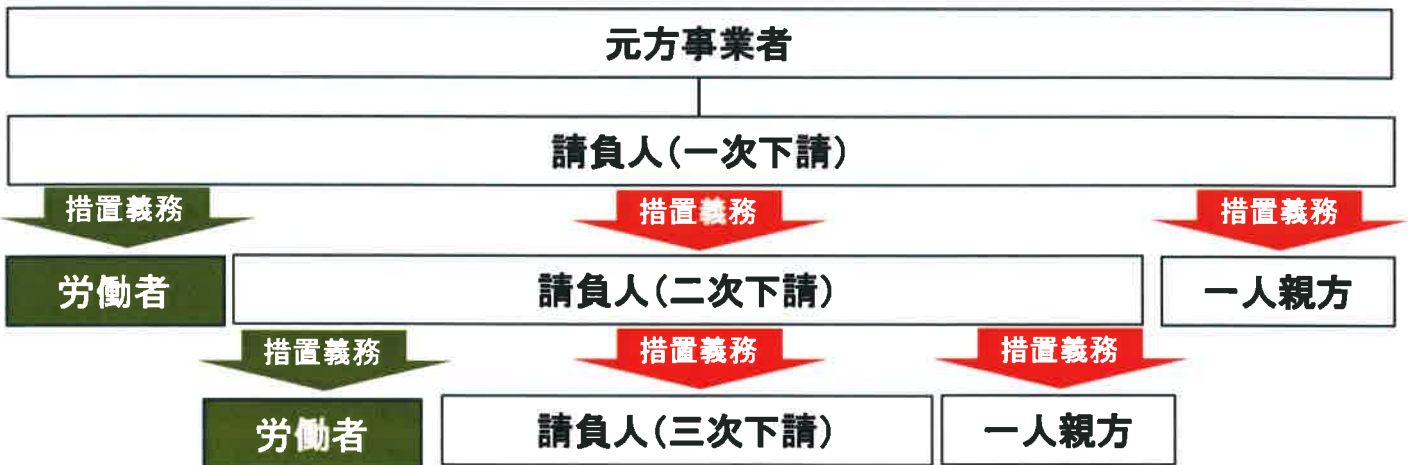 元方事業者
請負人(一次下請)
措置義務
措置義務
措置義務
労働者
請負人(二次下請)
一人親方
措置義務
措置義務
措置義務
労働者
請負人(三次下請)
一人親方